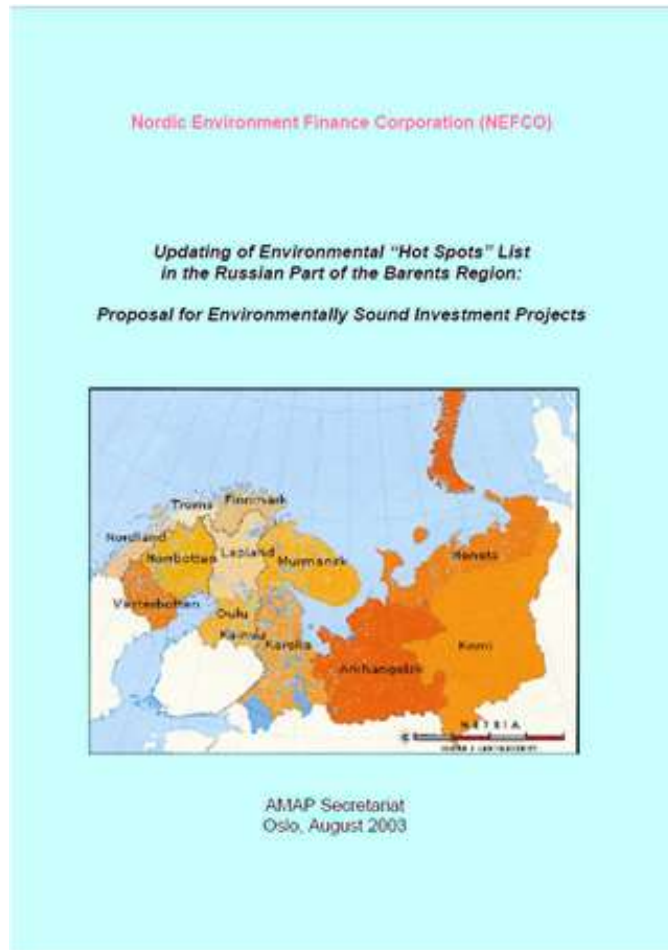 Nordic Environment Finance Corporation (NEFCO)
Updating of Environmental “Hot Spots” List
in the Russian Part of the Barents Region:
Proposal for Environmentally Sound Investment Projects
Troms
Finnmark
Nordland
Norrbotten
Lapland
Murmansk
Nenets
Västerbotten
Oulu
Kainuu
Karelia
Arkhangelsk
Komi
METRIA
AMAP Secretariat
Oslo, August 2003